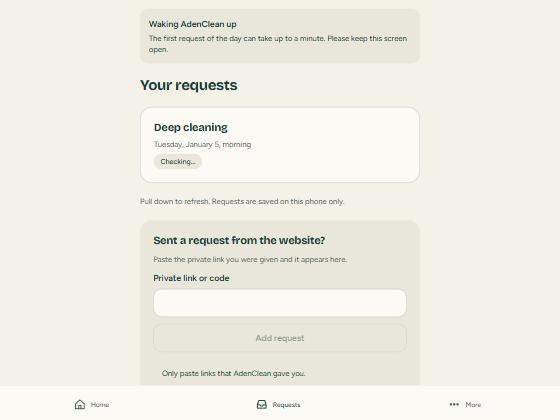 Waking AdenClean up
The first request of the day can take up to a minute. Please keep this screen
open.
Your requests
Deep cleaning
Tuesday, January 5, morning
Checking…
Pull down to refresh. Requests are saved on this phone only.
Sent a request from the website?
Paste the private link you were given and it appears here.
Private link or code
Add request
Only paste links that AdenClean gave you.
Home
Requests
More